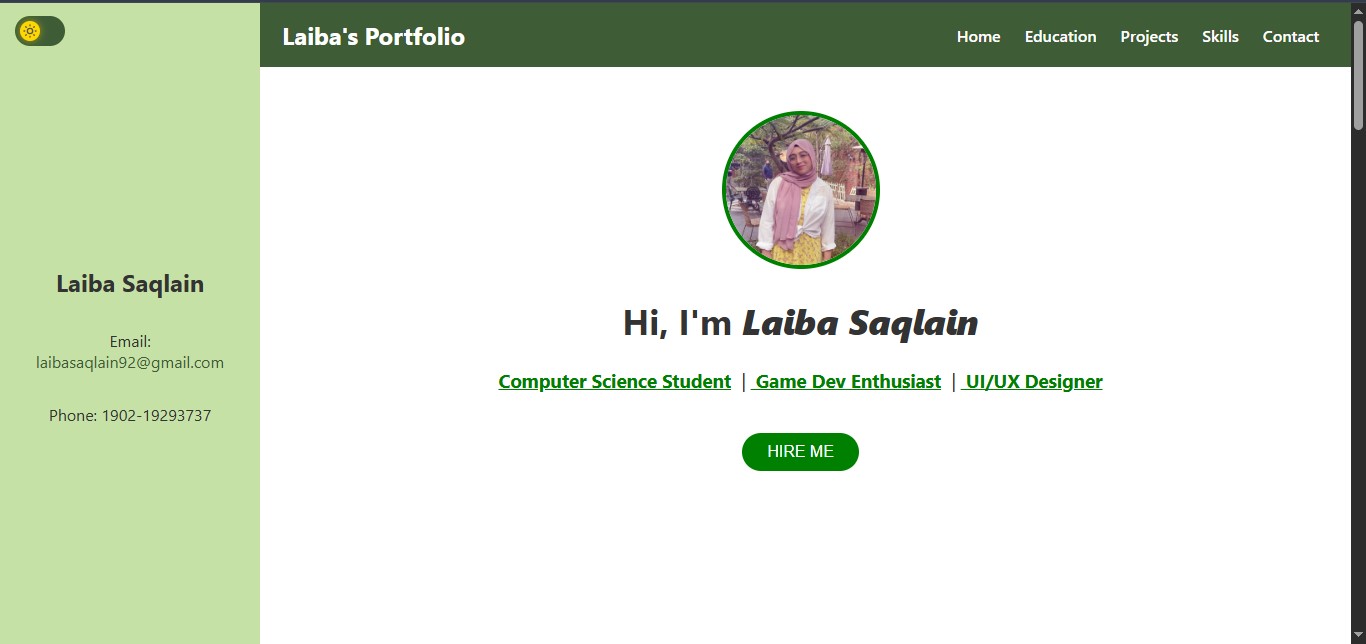 Laiba's Portfolio
Home Education Projects Skills Contact
Laiba Saqlain
Email:
laibasaqlain92@gmail.com
Phone: 1902-19293737
Hi, I'm Laiba Saqlain
Computer Science Student | Game Dev Enthusiast | UI/UX Designer
HIRE ME